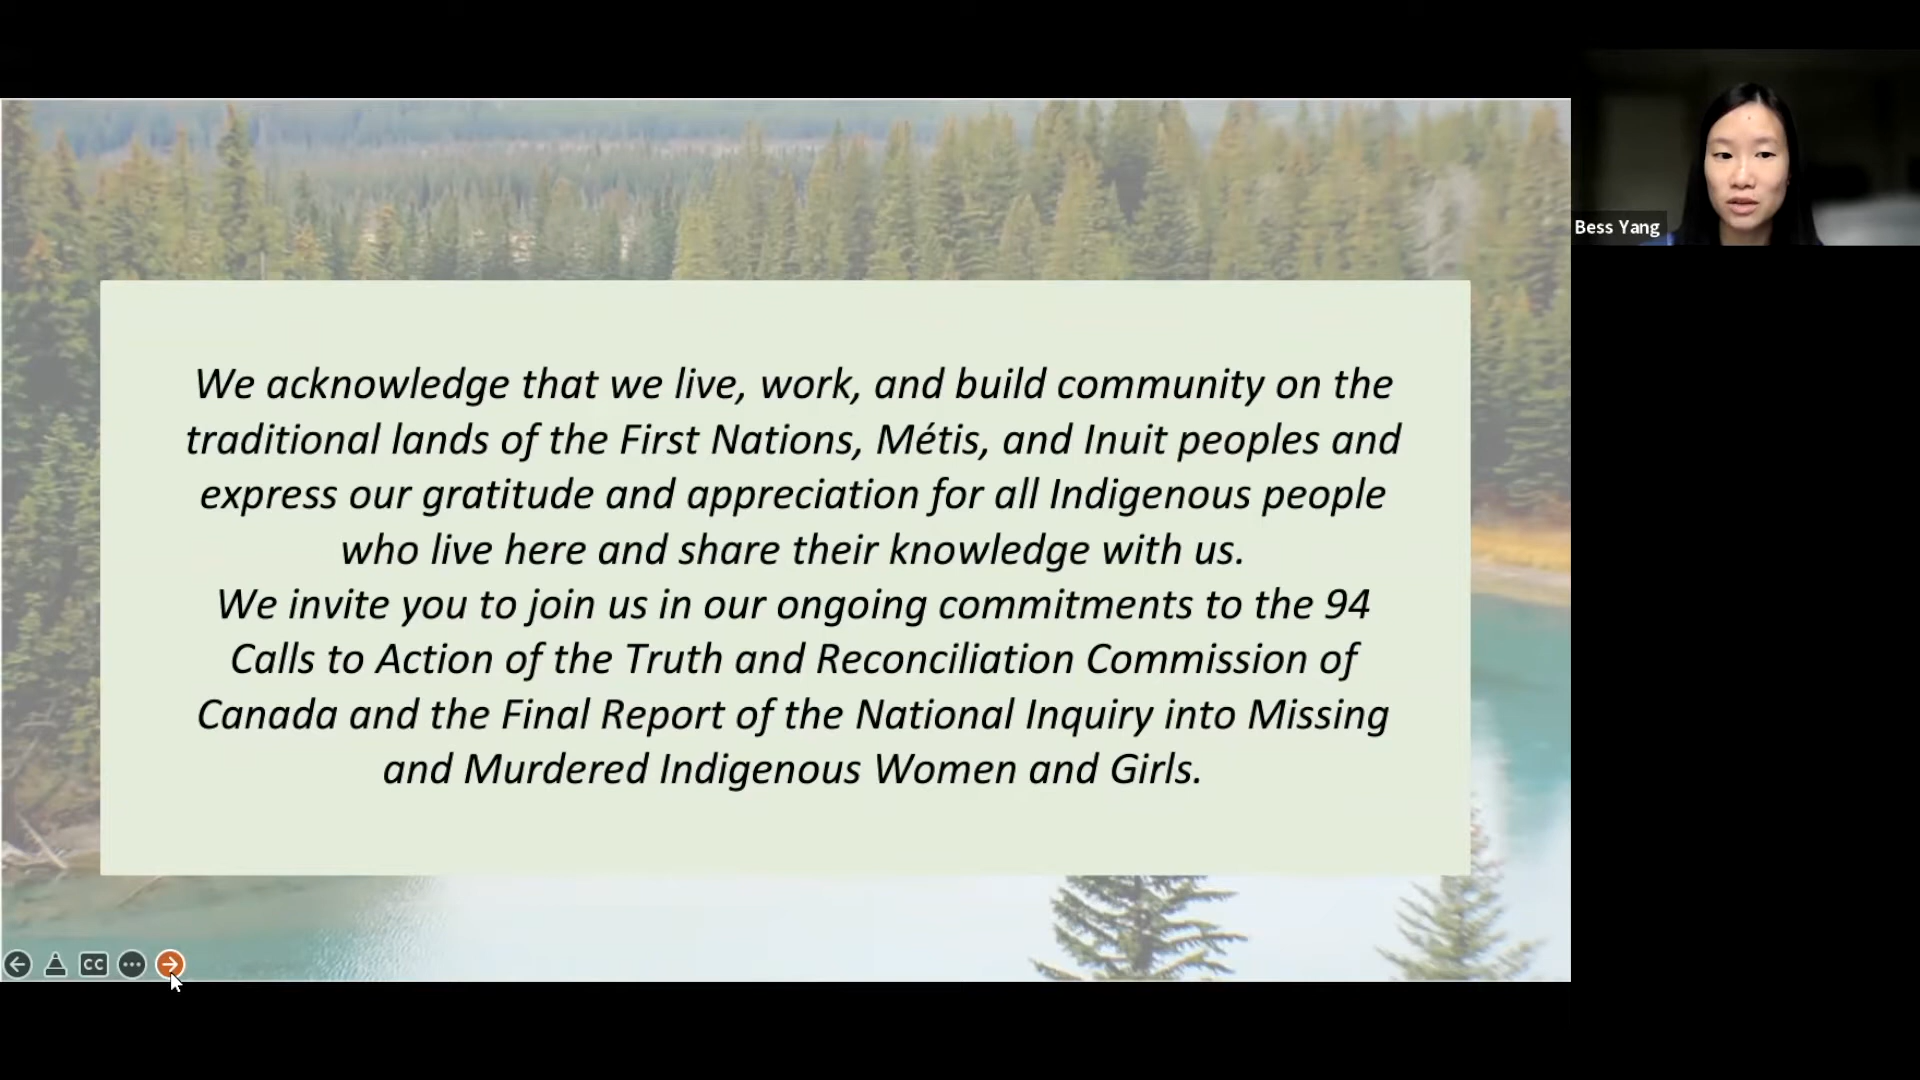 We acknowledge that we live, work, and build community on the
traditional lands of the First Nations, Métis, and Inuit peoples and
express our gratitude and appreciation for all Indigenous people
who live here and share their knowledge with us.
We invite you to join us in our ongoing commitments to the 94
Calls to Action of the Truth and Reconciliation Commission of
Canada and the Final Report of the National Inquiry into Missing
and Murdered Indigenous Women and Girls.
Bess Yang
CC